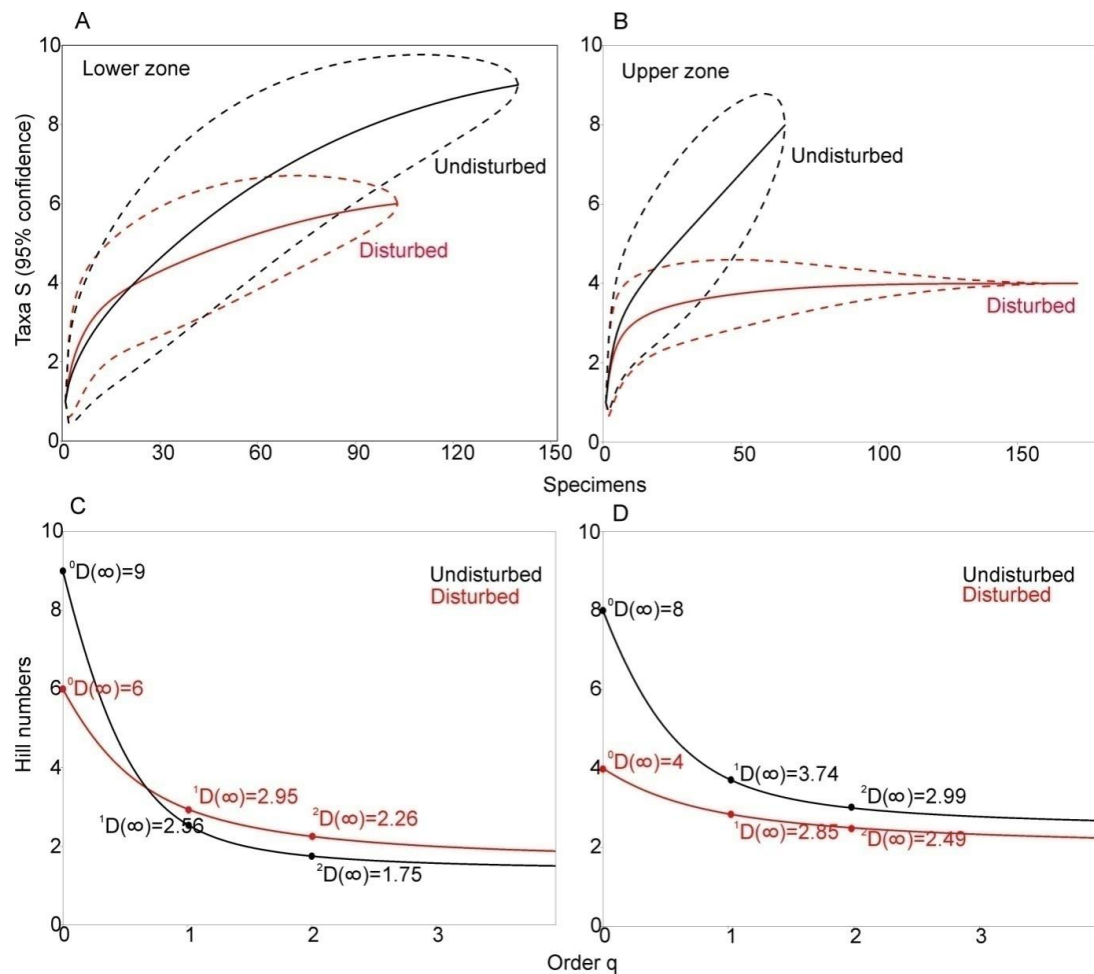 A
B
10
8
6
4
2
0
Taxa S (95% confidence)
Lower zone
Undisturbed
Disturbed
0
30
60
90
120
150
10
8
6
4
2
0
Upper zone
Undisturbed
Disturbed
0
50
100
150
Specimens
C
D
10
8
6
4
2
0
Hill numbers
⁰D(∞)=9
Undisturbed
Disturbed
⁰D(∞)=6
¹D(∞)=2.95
²D(∞)=2.26
¹D(∞)=2.56
²D(∞)=1.75
0
1
2
3
10
8
6
4
2
0
Undisturbed
Disturbed
⁰D(∞)=8
⁰D(∞)=4
¹D(∞)=3.74
²D(∞)=2.99
¹D(∞)=2.85
²D(∞)=2.49
0
1
2
3
Order q